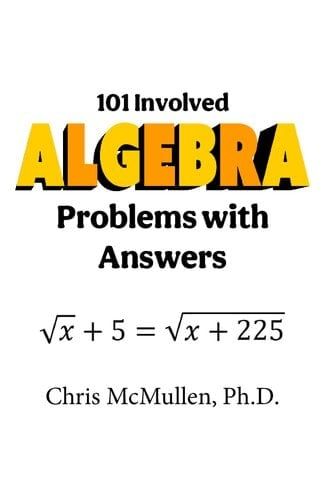 101 Involved
ALGEBRA
Problems with
Answers
√x + 5 = √x + 225
Chris McMullen, Ph.D.